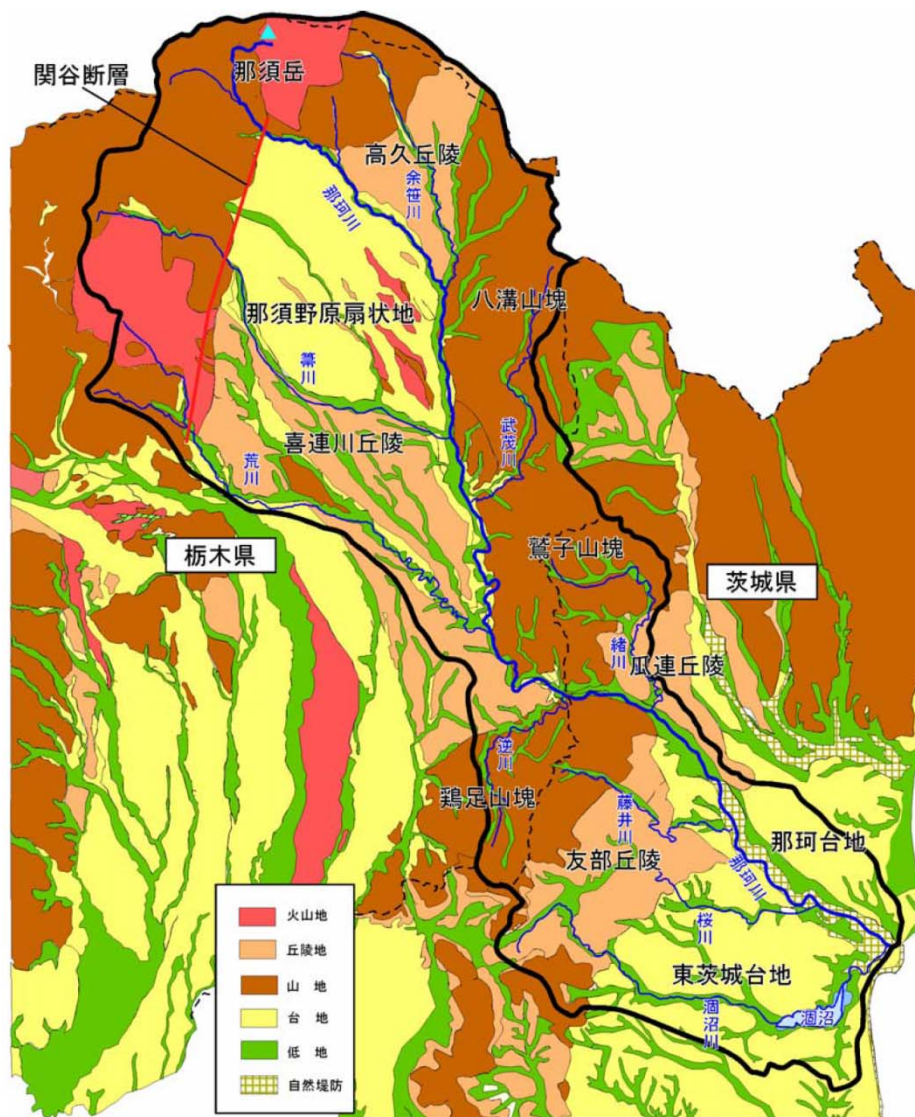 那須岳
関谷断層
高久丘陵
余笹川
那珂川
八溝山塊
那須野原扇状地
箒川
武茂川
喜連川丘陵
荒川
栃木県
鷲子山塊
茨城県
緒川
瓜連丘陵
逆川
鶏足山塊
藤井川
那珂台地
友部丘陵
那珂川
桜川
東茨城台地
涸沼
涸沼川
火山地
丘陵地
山 地
台 地
低 地
自然堤防